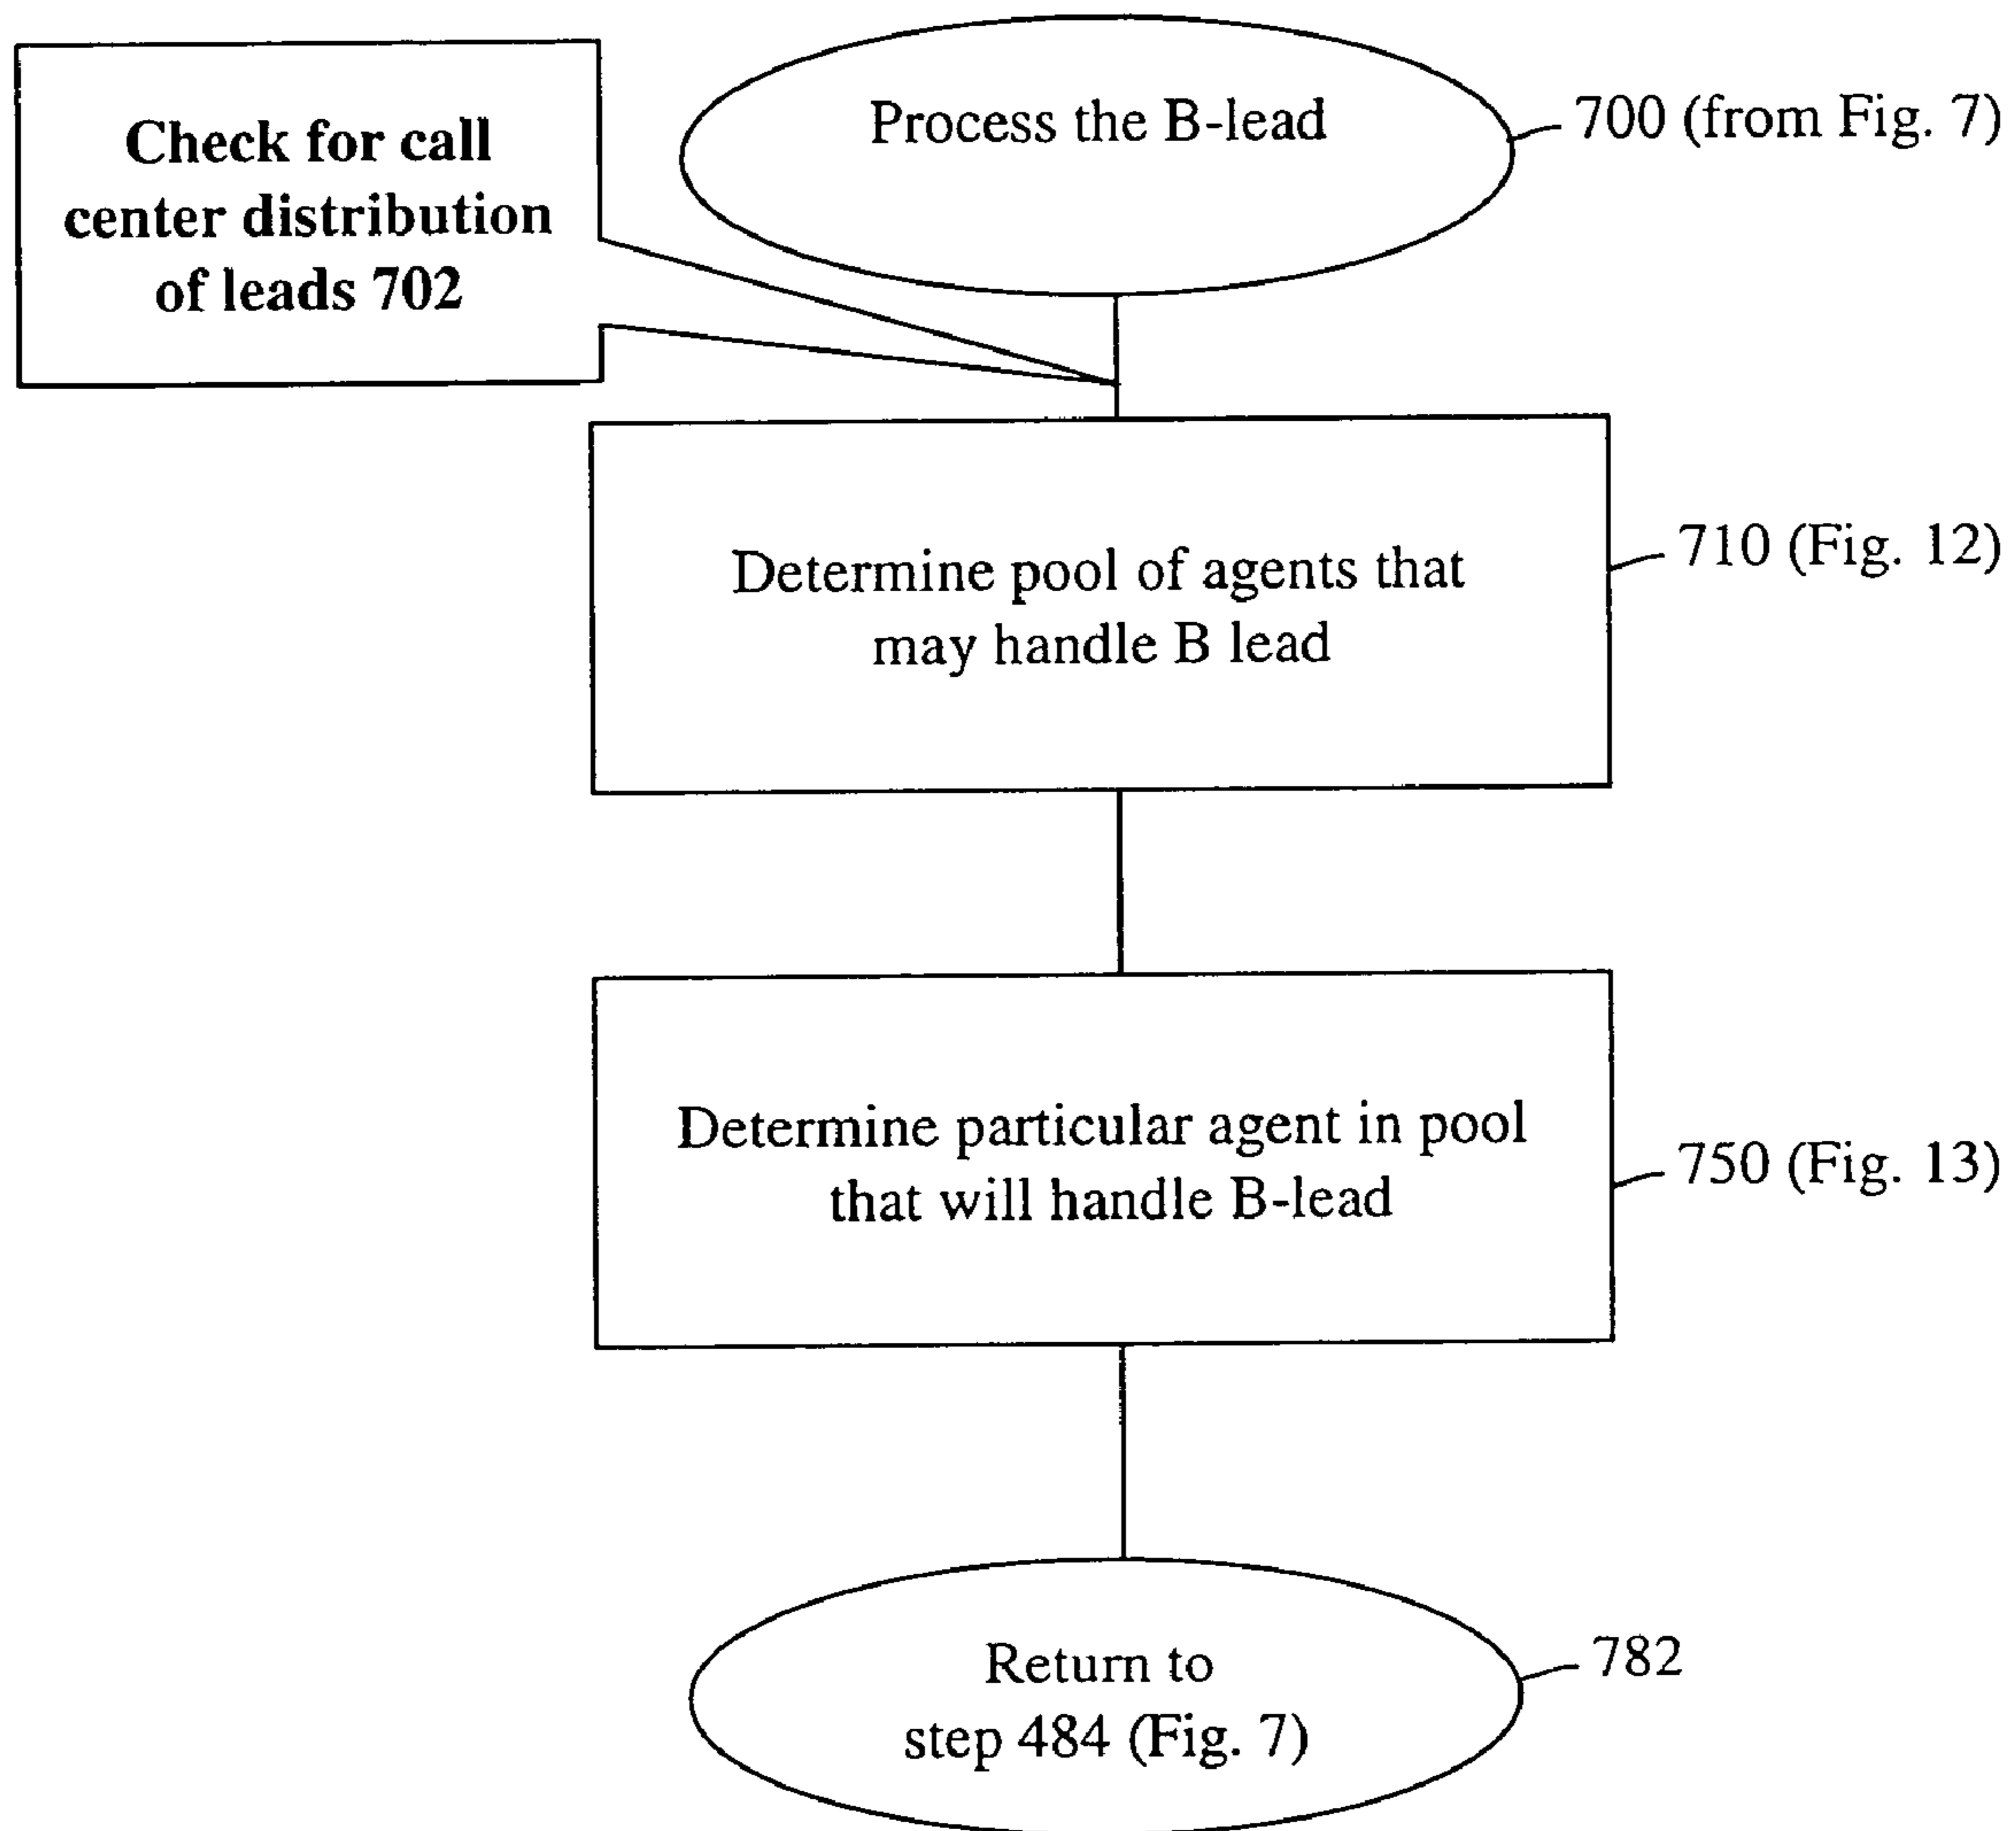 Check for call
center distribution
of leads 702
Process the B-lead
700 (from Fig. 7)
Determine pool of agents that
may handle B lead
710 (Fig. 12)
Determine particular agent in pool
that will handle B-lead
750 (Fig. 13)
Return to
step 484 (Fig. 7)
782